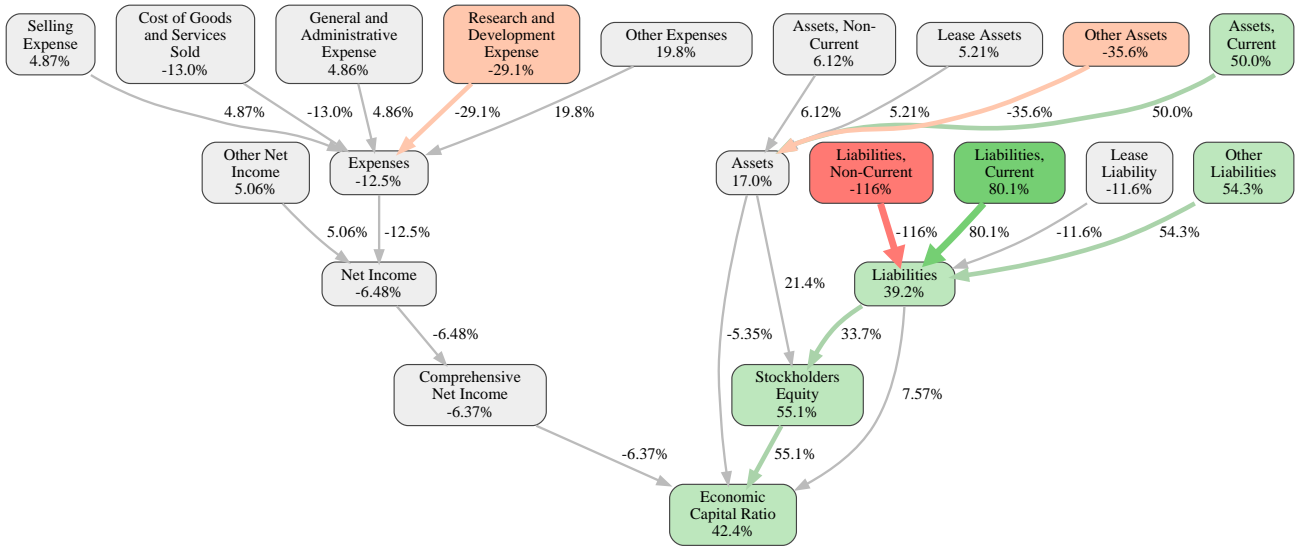 Selling
Expense
4.87%
Cost of Goods
and Services
Sold
-13.0%
General and
Administrative
Expense
4.86%
Research and
Development
Expense
-29.1%
Other Expenses
19.8%
Assets, Non-
Current
6.12%
Lease Assets
5.21%
Other Assets
-35.6%
Assets,
Current
50.0%
4.87%
-13.0%
4.86%
-29.1%
19.8%
6.12%
5.21%
-35.6%
50.0%
Other Net
Income
5.06%
Expenses
-12.5%
Assets
17.0%
Liabilities,
Non-Current
-116%
Liabilities,
Current
80.1%
Lease
Liability
-11.6%
Other
Liabilities
54.3%
5.06%
-12.5%
-116%
80.1%
-11.6%
54.3%
Net Income
-6.48%
21.4%
Liabilities
39.2%
-6.48%
-5.35%
33.7%
Comprehensive
Net Income
-6.37%
Stockholders
Equity
55.1%
7.57%
-6.37%
55.1%
Economic
Capital Ratio
42.4%